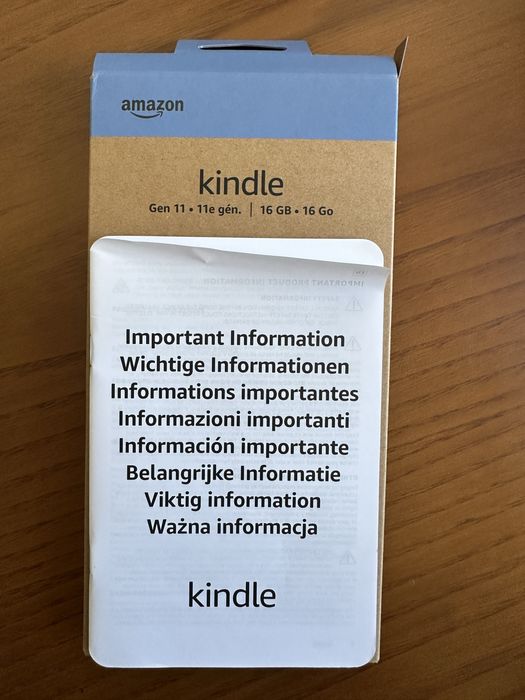 amazon
kindle
Gen 11 • 11e gén. | 16 GB • 16 Go
Important Information
Wichtige Informationen
Informations importantes
Informazioni importanti
Información importante
Belangrijke Informatie
Viktig information
Ważna informacja
kindle